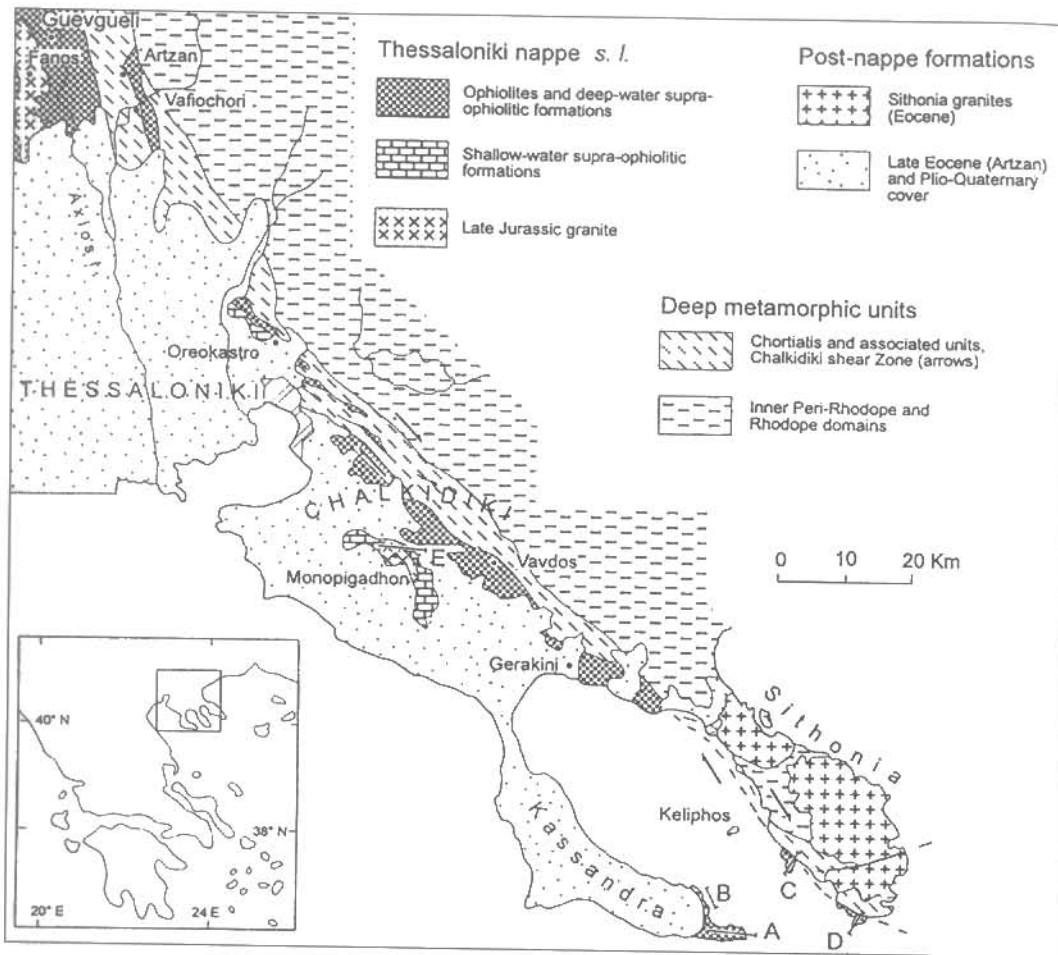 Guevgueli
Fanos
Artzan
Vafiochori
Axios f.
Oreokastro
THESSALONIKI
CHALKIDIKI
E
Monopigadhon
Vavdos
Gerakini
Sithonia
Keliphos
Kassandra
B
C
A
D
Thessaloniki nappe s. l.
Ophiolites and deep-water supra-
ophiolitic formations
Shallow-water supra-ophiolitic
formations
Late Jurassic granite
Post-nappe formations
Sithonia granites
(Eocene)
Late Eocene (Artzan)
and Plio-Quaternary
cover
Deep metamorphic units
Chortiatis and associated units,
Chalkidiki shear Zone (arrows)
Inner Peri-Rhodope and
Rhodope domains
0 10 20 Km
40° N
38° N
20° E 24 E